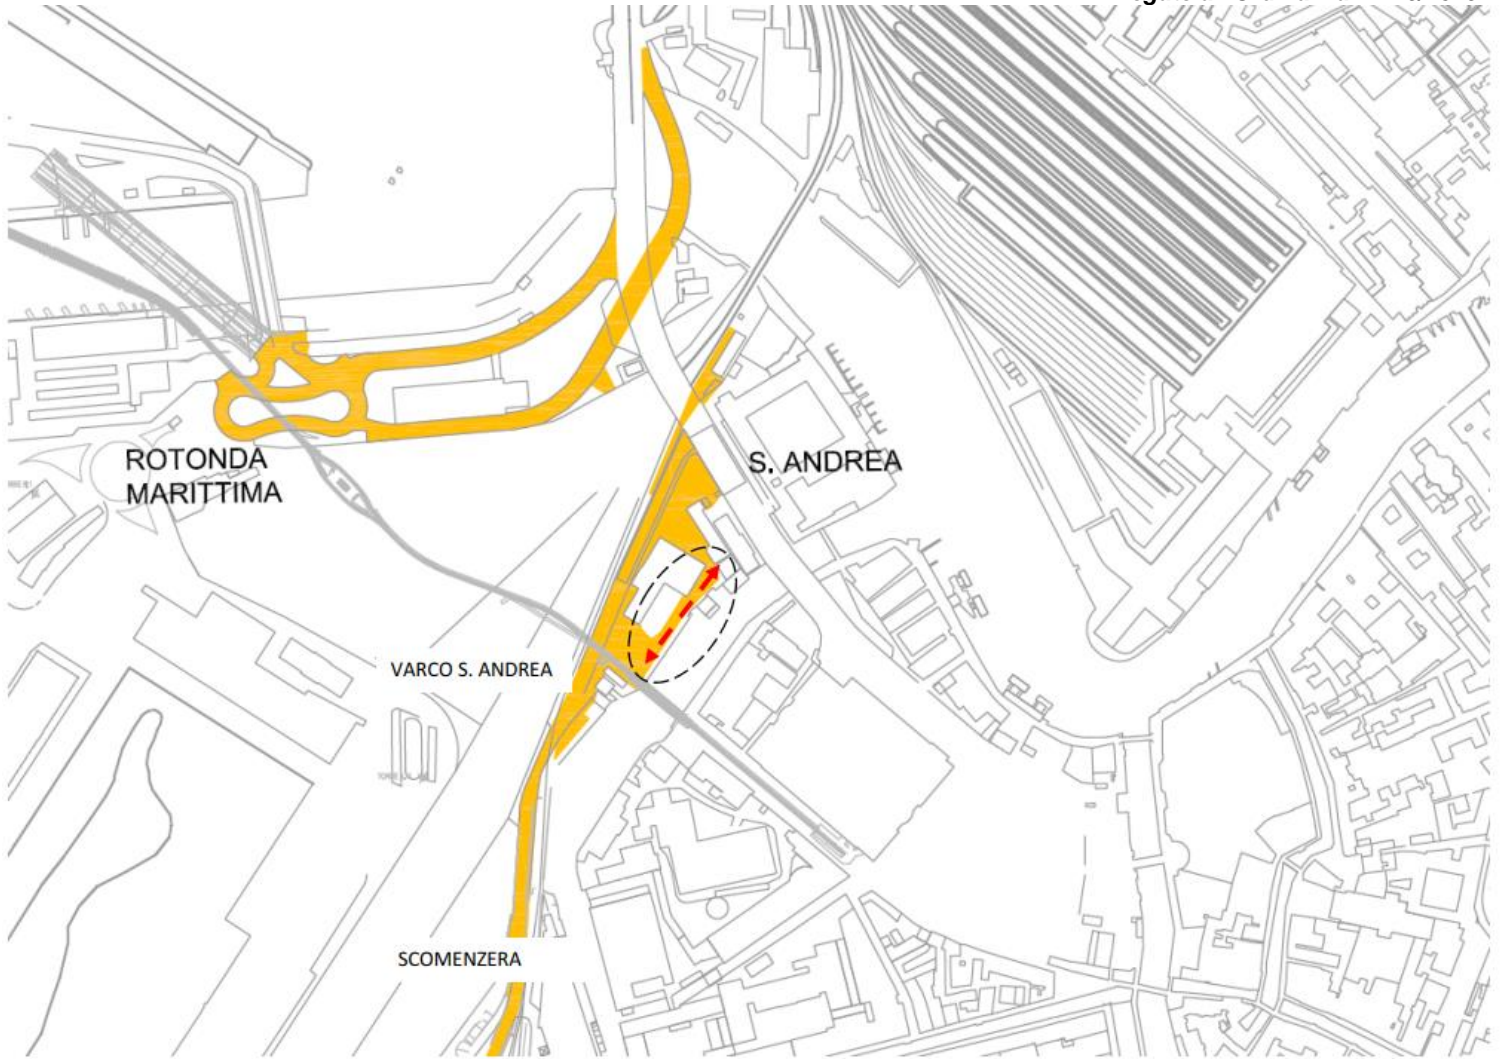 ROTONDA
MARITTIMA
S. ANDREA
VARCO S. ANDREA
SCOMENZERA